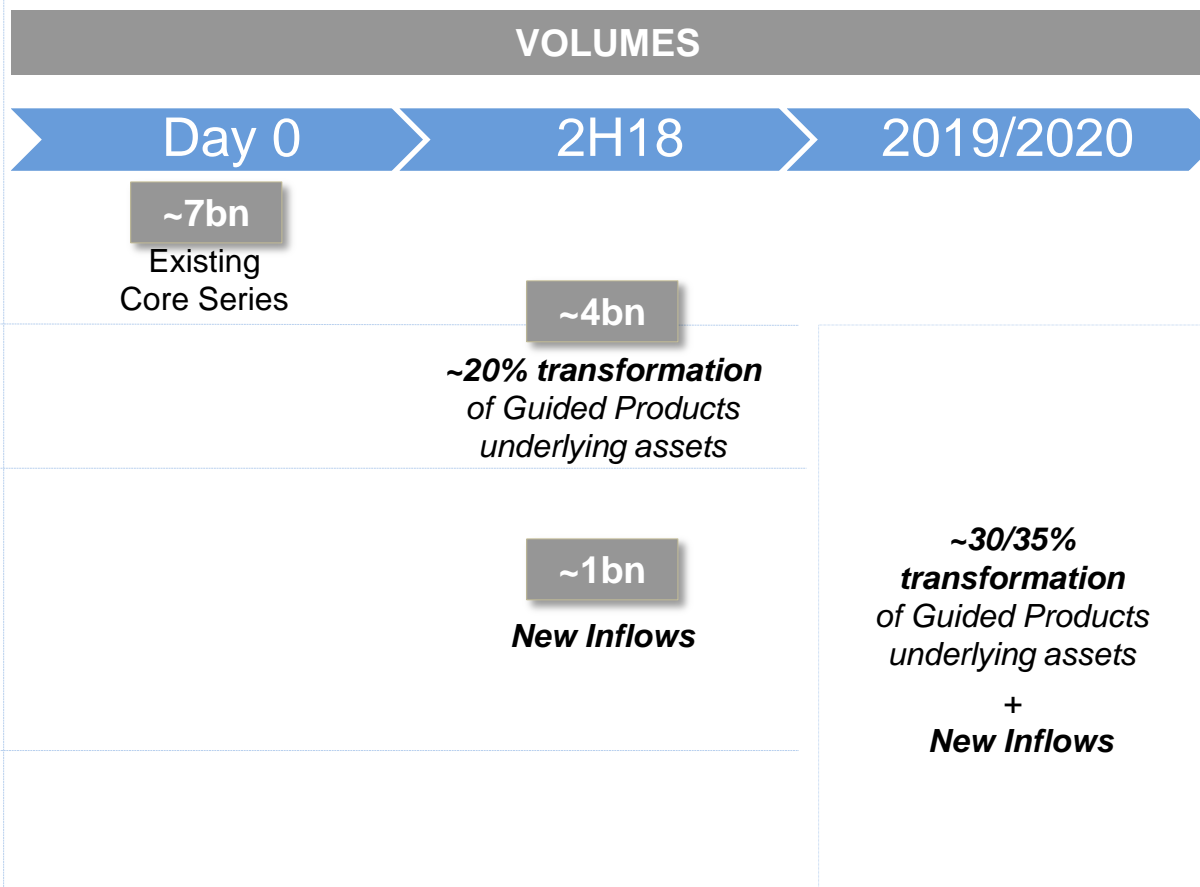 VOLUMES
Day 0
2H18
2019/2020
~7bn
Existing
Core Series
~4bn
~20% transformation
of Guided Products
underlying assets
~1bn
New Inflows
~30/35%
transformation
of Guided Products
underlying assets
+
New Inflows